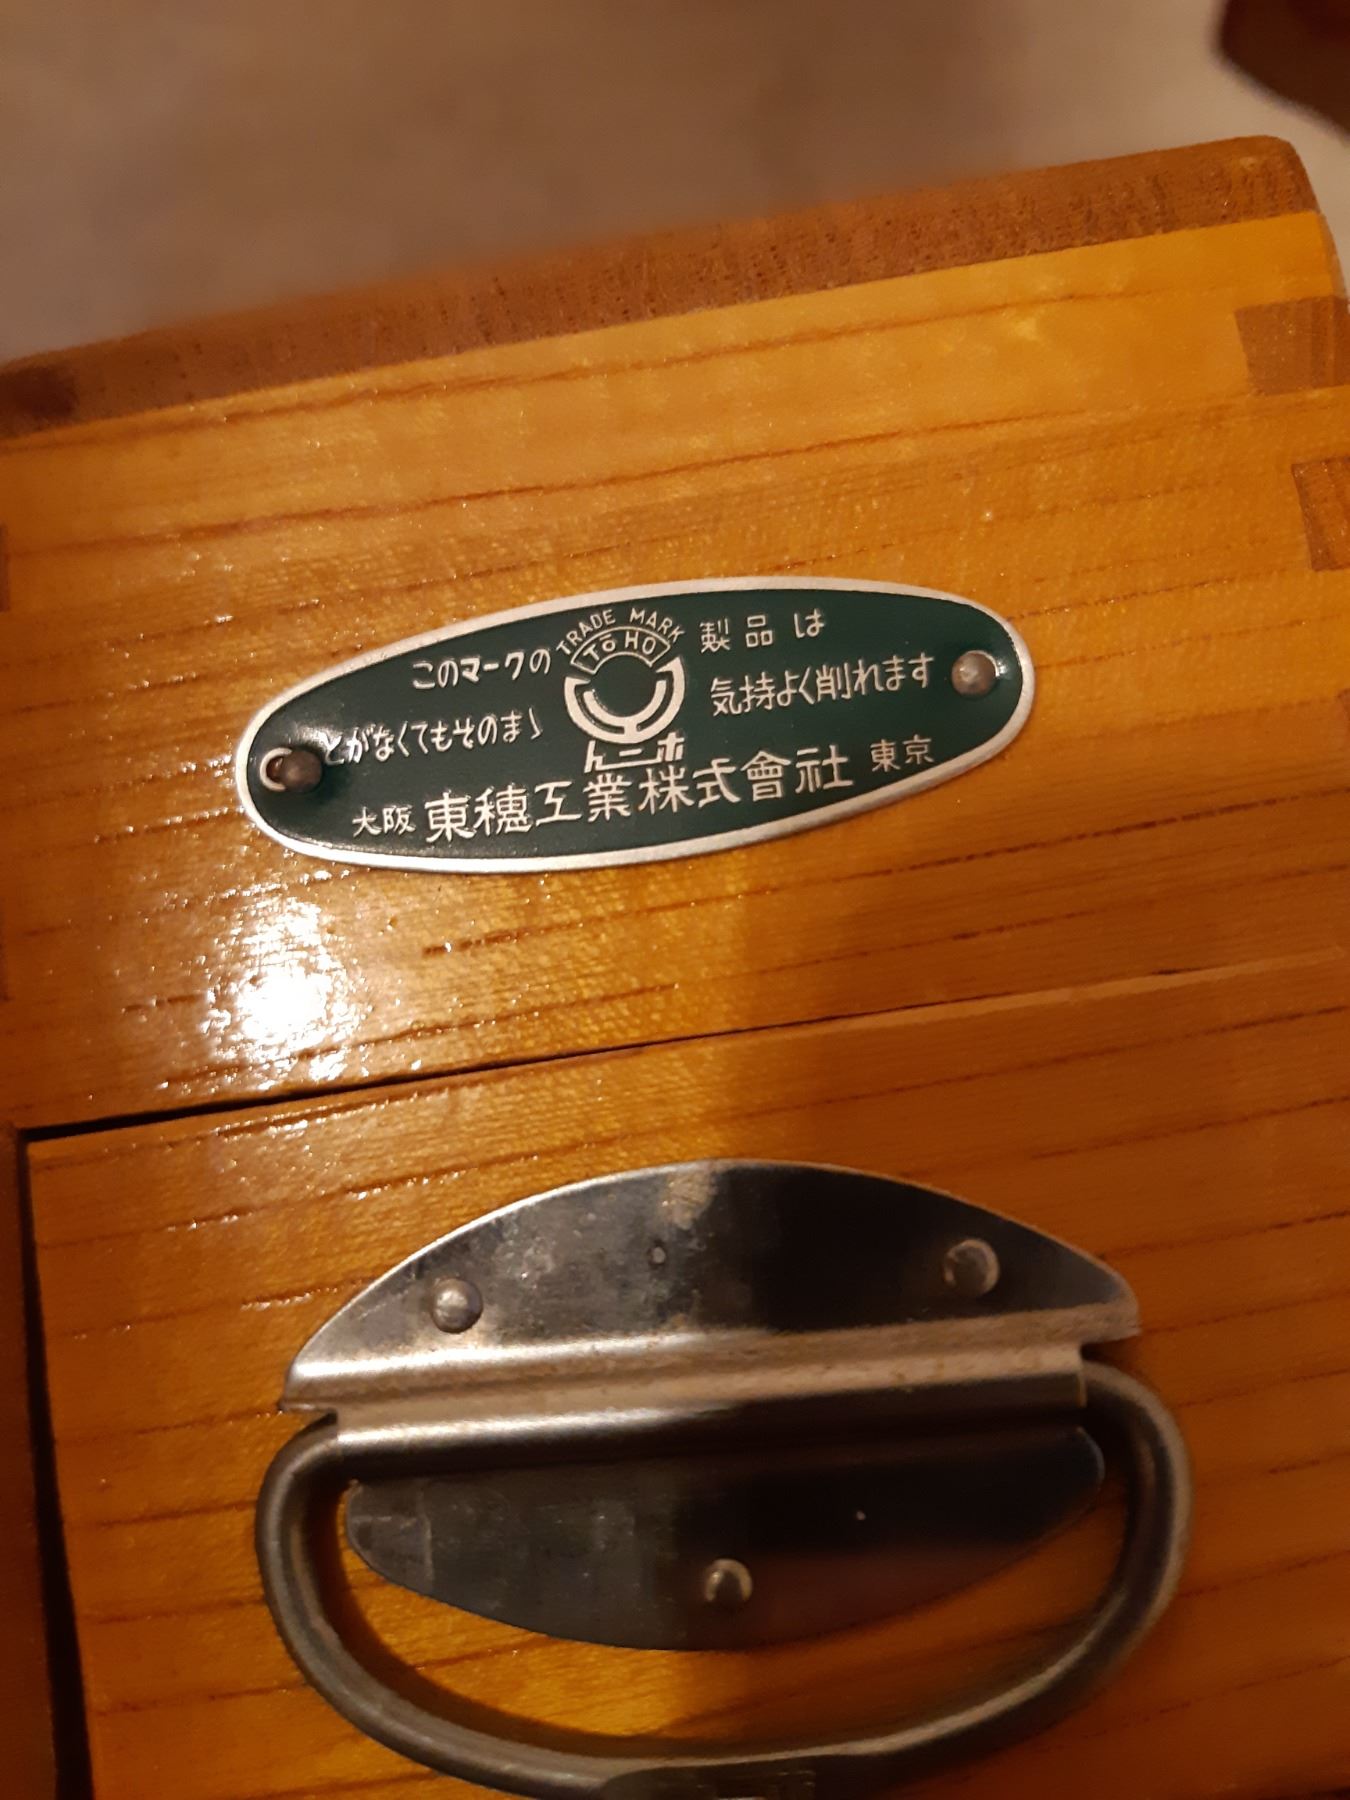 TRADE MARK
TōHO
このマークの 製品は
とがなくてもそのまゝ 気持よく削れます
ホニん
大阪 東穗工業株式會社 東京